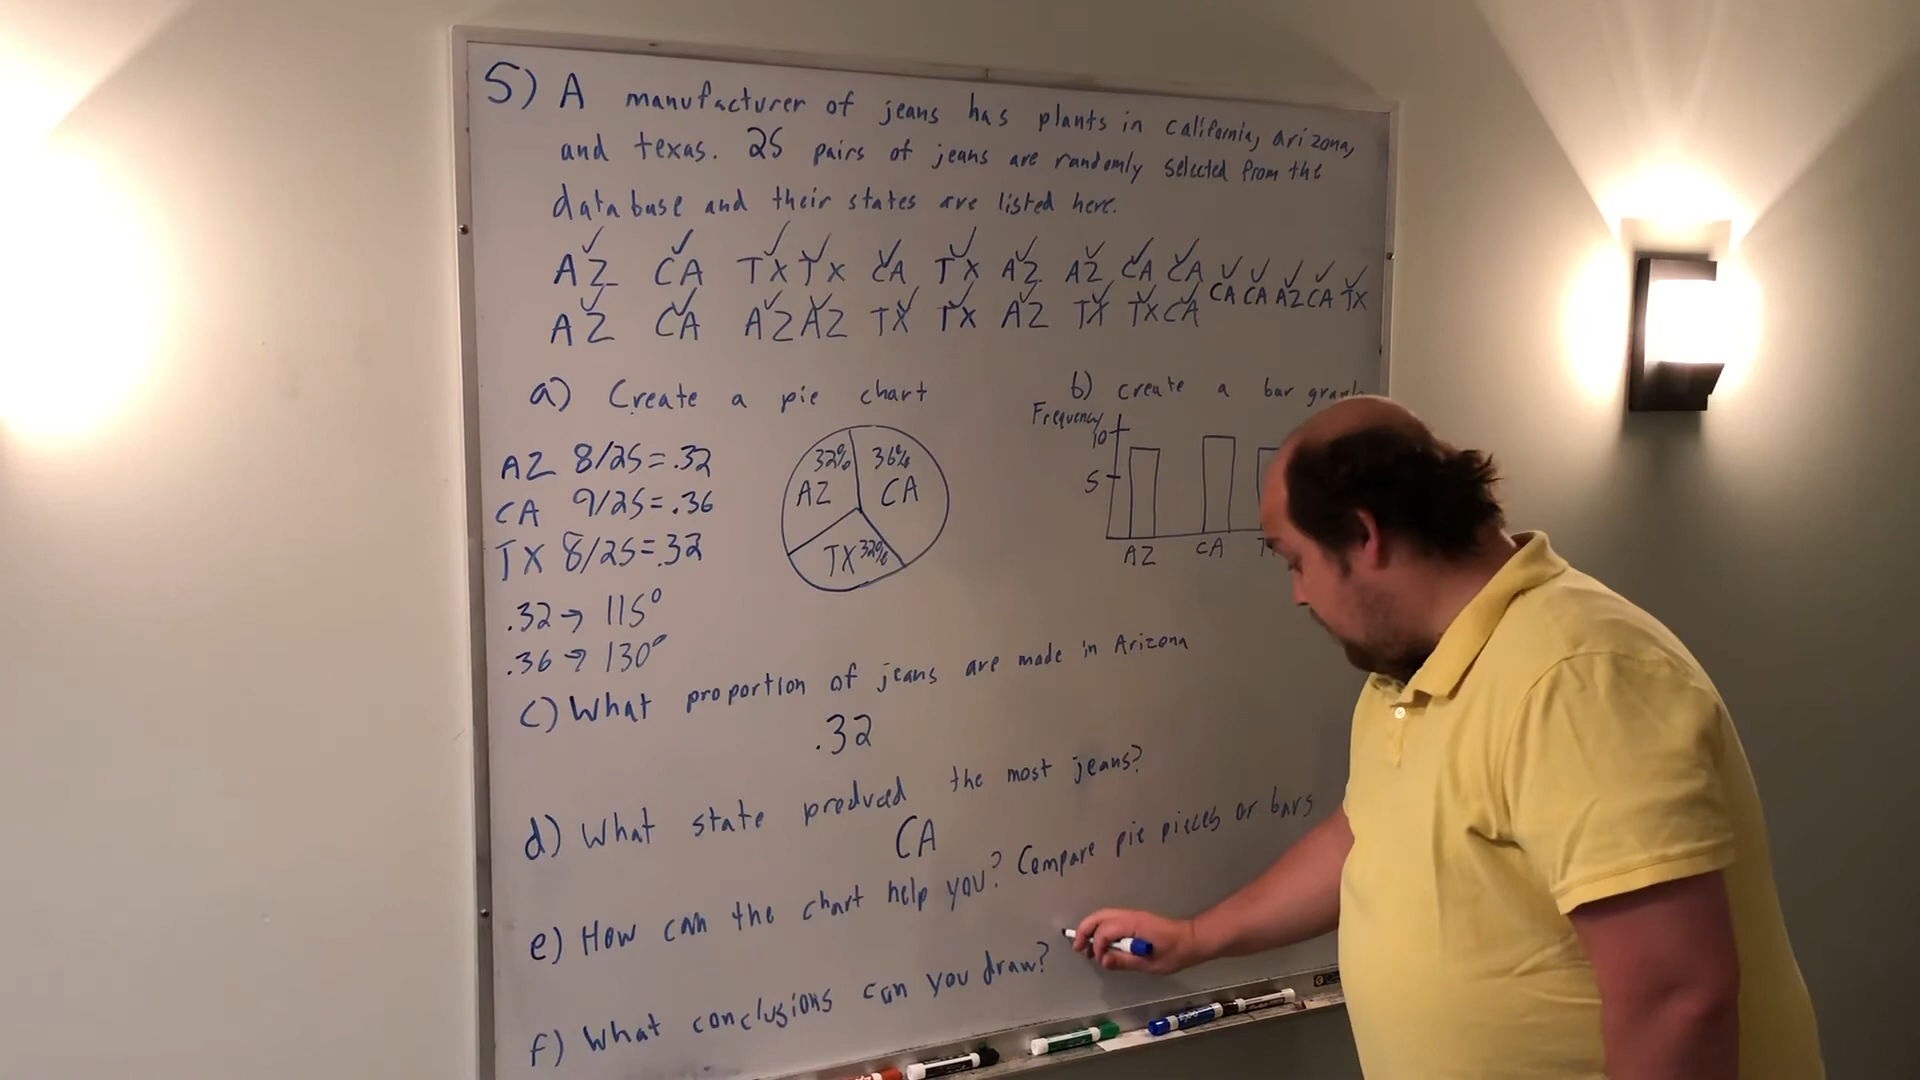 5) A manufacturer of jeans has plants in california, arizona,
and texas. 25 pairs of jeans are randomly selected from the
database and their states are listed here.
AZ CA TX TX CA TX AZ AZ CA CA CA CA AZ CA TX
AZ CA AZ AZ TX TX AZ TX TX CA
a) Create a pie chart
AZ 8/25=.32
CA 9/25=.36
TX 8/25=.32
.32→ 115°
.36→ 130°
32% AZ
36% CA
TX 32%
b) create a bar graph
Frequency
10
5
AZ CA
c) What proportion of jeans are made in Arizona
.32
d) What state produced the most jeans?
CA
e) How can the chart help you? Compare pie pieces or bars
f) What conclusions can you draw?